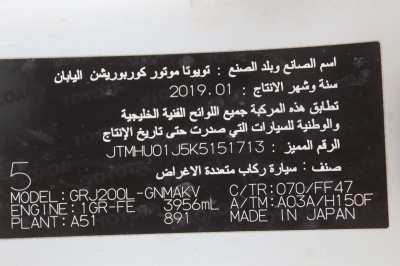 اسم الصانع وبلد الصنع : تويوتا موتور كوربوريشن اليابان
سنة وشهر الانتاج : 2019.01
تطابق هذه المركبة جميع اللوائح الفنية الخليجية
والوطنية للسيارات التي صدرت حتى تاريخ الإنتاج
الرقم المميز : JTMHU01J5K5151713
صنف : سيارة ركاب متعددة الاغراض
5
MODEL: GRJ200L-GNMAKV C/TR: 070/FF47
ENGINE: 1GR-FE 3956mL A/TM: A03A/H150F
PLANT: A51 891 MADE IN JAPAN